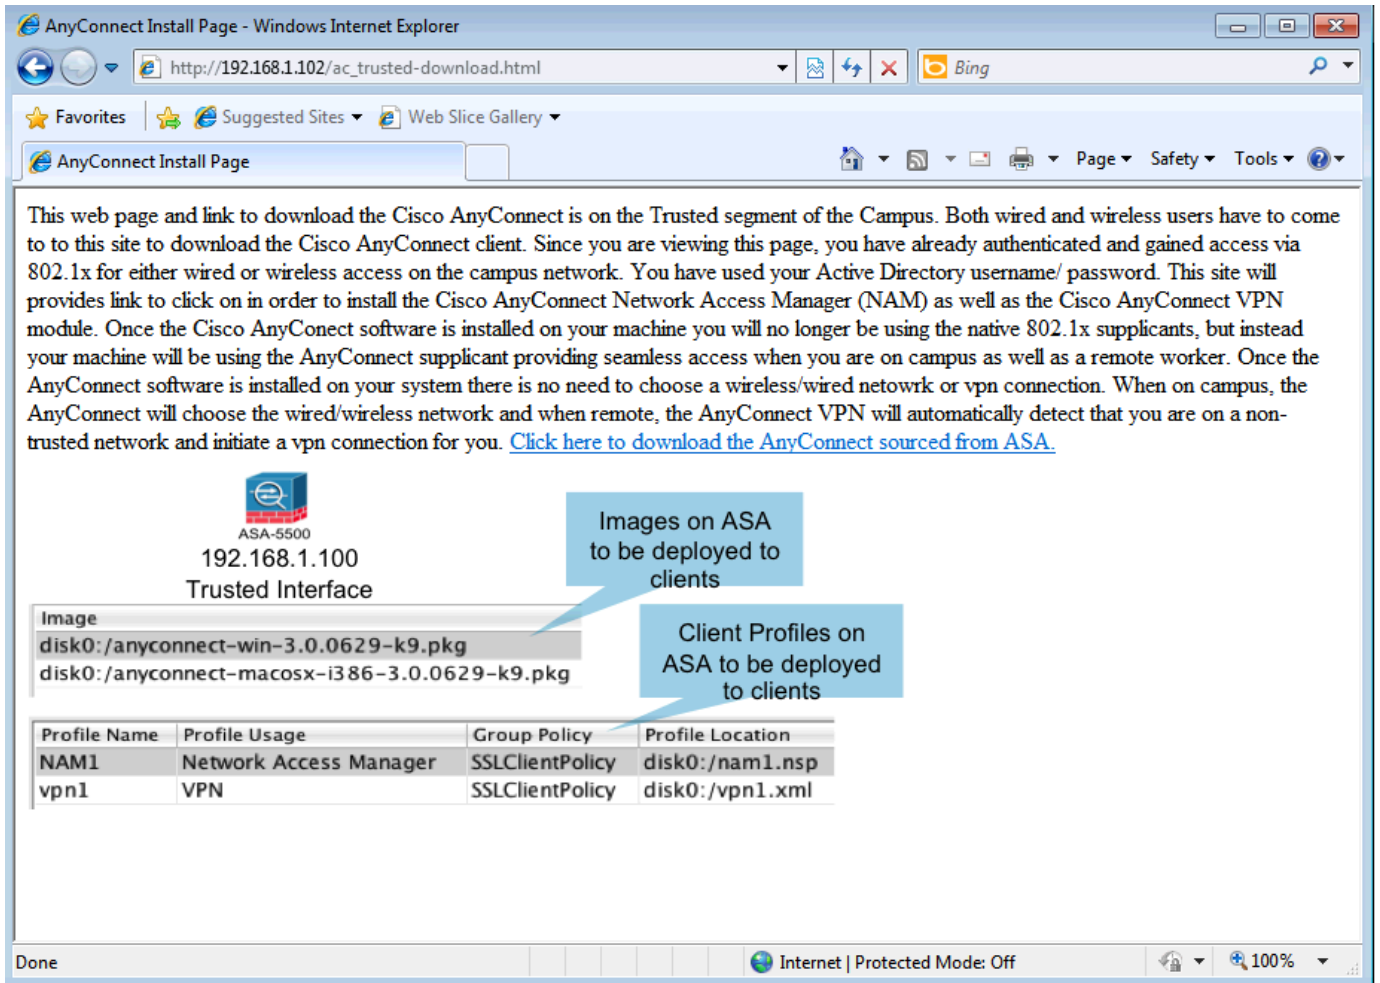 AnyConnect Install Page - Windows Internet Explorer
http://192.168.1.102/ac_trusted-download.html
Bing
Favorites
Suggested Sites
Web Slice Gallery
AnyConnect Install Page
Page
Safety
Tools
This web page and link to download the Cisco AnyConnect is on the Trusted segment of the Campus. Both wired and wireless users have to come
to to this site to download the Cisco AnyConnect client. Since you are viewing this page, you have already authenticated and gained access via
802.1x for either wired or wireless access on the campus network. You have used your Active Directory username/ password. This site will
provides link to click on in order to install the Cisco AnyConnect Network Access Manager (NAM) as well as the Cisco AnyConnect VPN
module. Once the Cisco AnyConect software is installed on your machine you will no longer be using the native 802.1x supplicants, but instead
your machine will be using the AnyConnect supplicant providing seamless access when you are on campus as well as a remote worker. Once the
AnyConnect software is installed on your system there is no need to choose a wireless/wired netowrk or vpn connection. When on campus, the
AnyConnect will choose the wired/wireless network and when remote, the AnyConnect VPN will automatically detect that you are on a non-
trusted network and initiate a vpn connection for you. Click here to download the AnyConnect sourced from ASA.
ASA-5500
192.168.1.100
Trusted Interface
Images on ASA
to be deployed to
clients
Image
disk0:/anyconnect-win-3.0.0629-k9.pkg
disk0:/anyconnect-macosx-i386-3.0.0629-k9.pkg
Client Profiles on
ASA to be deployed
to clients
Profile Name Profile Usage Group Policy Profile Location
NAM1 Network Access Manager SSLClientPolicy disk0:/nam1.nsp
vpn1 VPN SSLClientPolicy disk0:/vpn1.xml
Done
Internet | Protected Mode: Off
100%